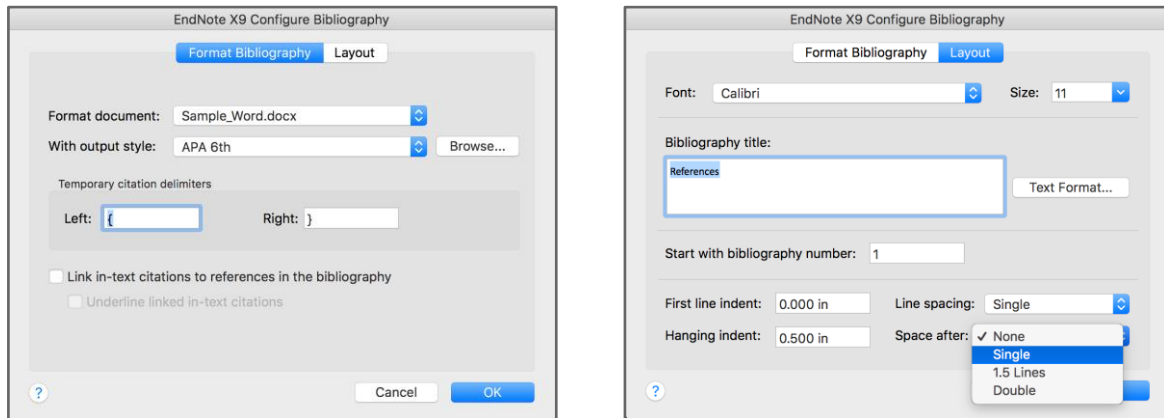 EndNote X9 Configure Bibliography
Format Bibliography Layout
Format document: Sample_Word.docx
With output style: APA 6th Browse...
Temporary citation delimiters
Left: { Right: }
Link in-text citations to references in the bibliography
Underline linked in-text citations
? Cancel OK
EndNote X9 Configure Bibliography
Format Bibliography Layout
Font: Calibri Size: 11
Bibliography title:
References
Text Format...
Start with bibliography number: 1
First line indent: 0.000 in Line spacing: Single
Hanging indent: 0.500 in Space after: ✓ None
Single
1.5 Lines
Double
?